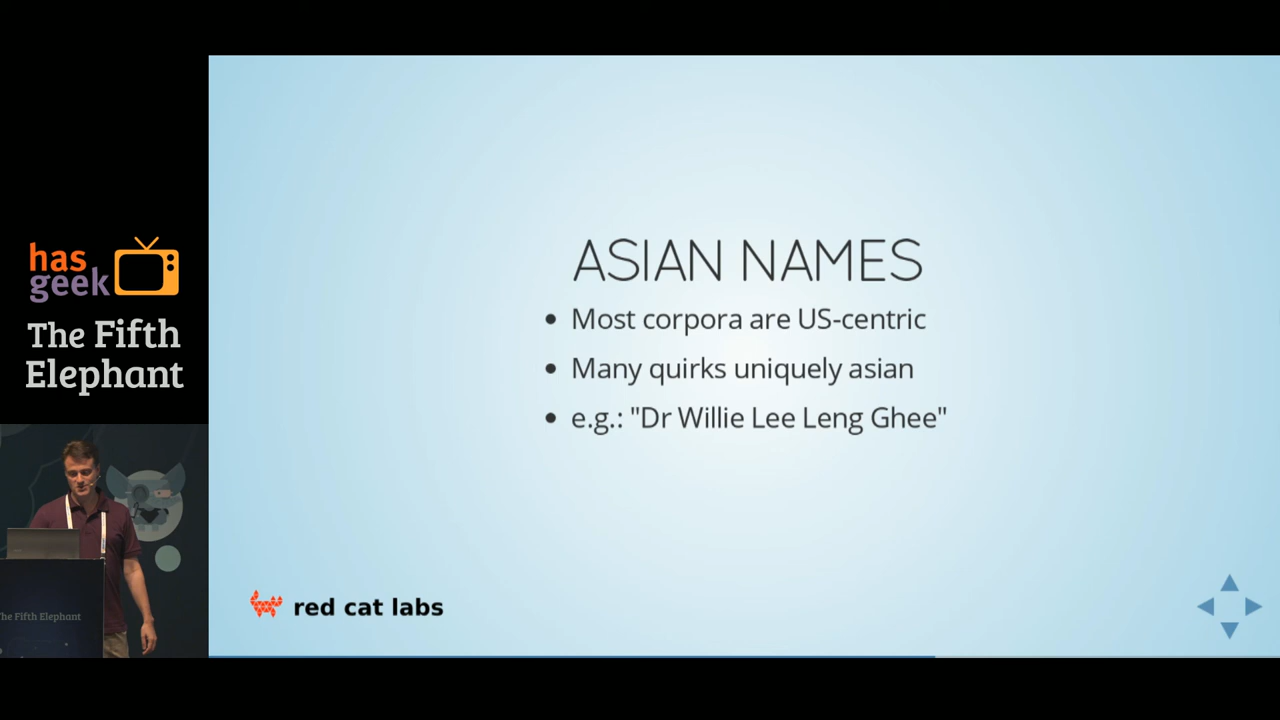 has
geek
The Fifth
Elephant
ASIAN NAMES
• Most corpora are US-centric
• Many quirks uniquely asian
• e.g.: "Dr Willie Lee Leng Ghee"
red cat labs
The Fifth Elephant